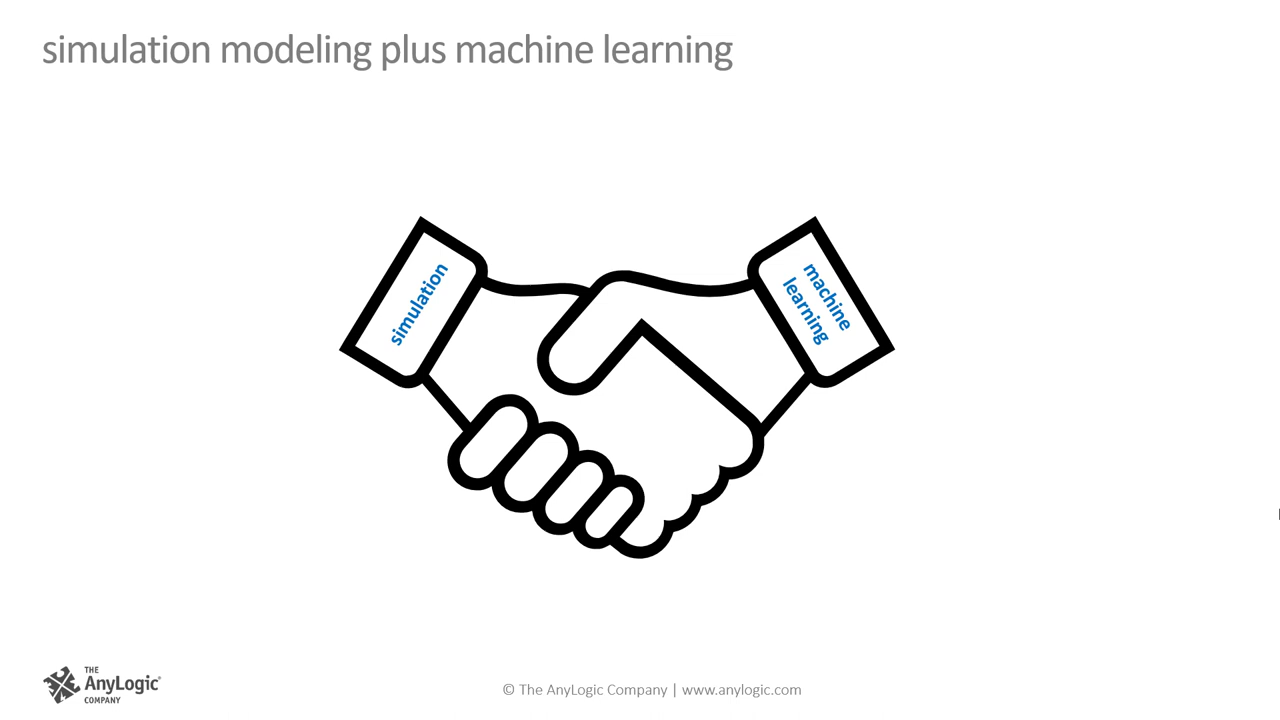 simulation modeling plus machine learning
simulation
machine
learning
THE
AnyLogic®
COMPANY
© The AnyLogic Company | www.anylogic.com